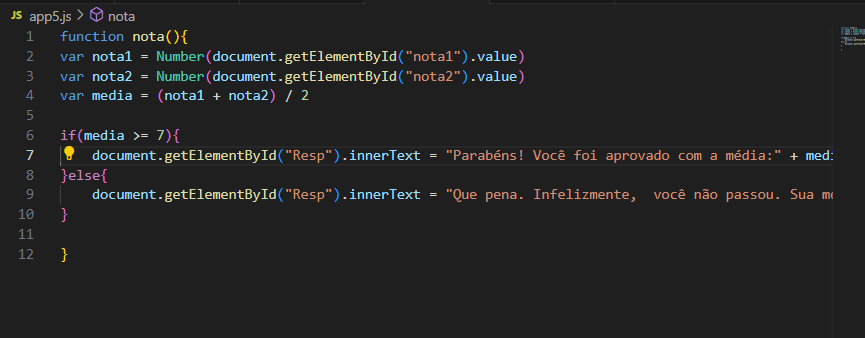 JS app5.js > nota
1 function nota(){
2 var nota1 = Number(document.getElementById("nota1").value)
3 var nota2 = Number(document.getElementById("nota2").value)
4 var media = (nota1 + nota2) / 2
5
6 if(media >= 7){
7 document.getElementById("Resp").innerText = "Parabéns! Você foi aprovado com a média:" + medi
8 }else{
9 document.getElementById("Resp").innerText = "Que pena. Infelizmente,  você não passou. Sua me
10 }
11
12 }